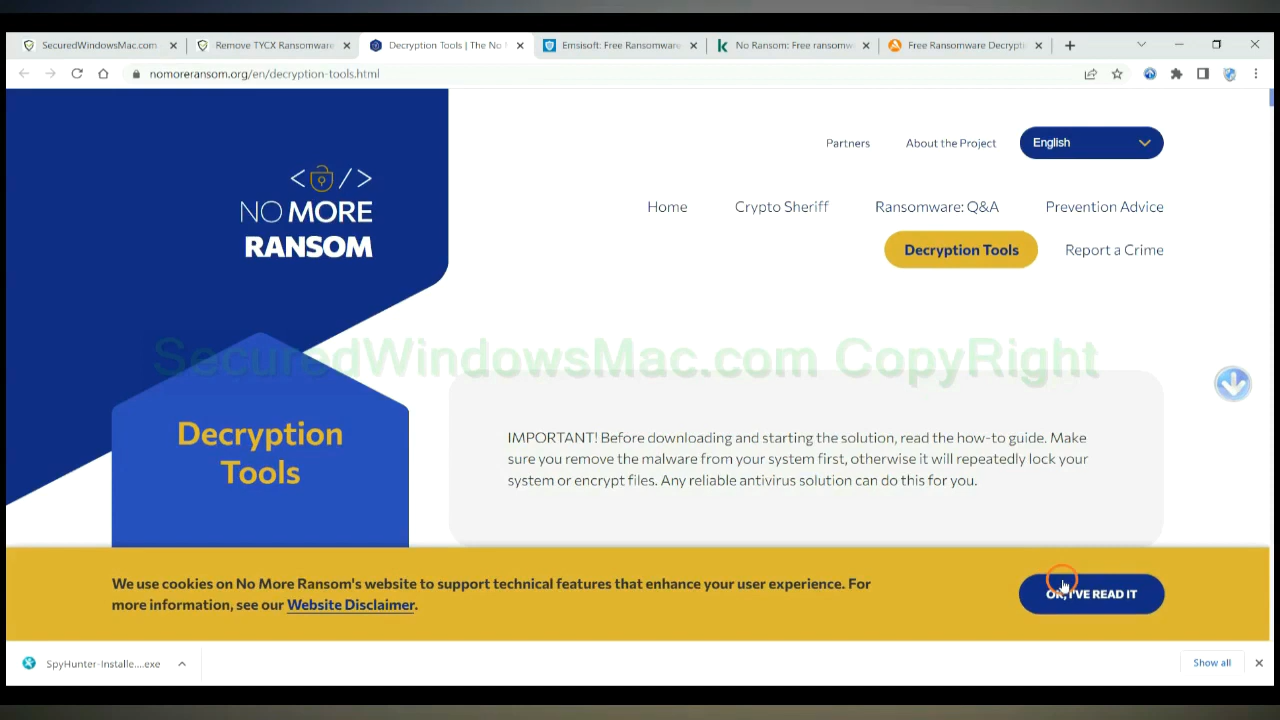 SecuredWindowsMac.com
Remove TYCX Ransomware
Decryption Tools | The No
Emsisoft: Free Ransomware
No Ransom: Free ransomw
Free Ransomware Decrypt
nomoreransom.org/en/decryption-tools.html
Partners
About the Project
English
</> 
NO MORE
RANSOM
Home
Crypto Sheriff
Ransomware: Q&A
Prevention Advice
Decryption Tools
Report a Crime
SecuredWindowsMac.com CopyRight
Decryption
Tools
IMPORTANT! Before downloading and starting the solution, read the how-to guide. Make
sure you remove the malware from your system first, otherwise it will repeatedly lock your
system or encrypt files. Any reliable antivirus solution can do this for you.
We use cookies on No More Ransom's website to support technical features that enhance your user experience. For
more information, see our Website Disclaimer.
OK, I'VE READ IT
SpyHunter-Installe....exe
Show all